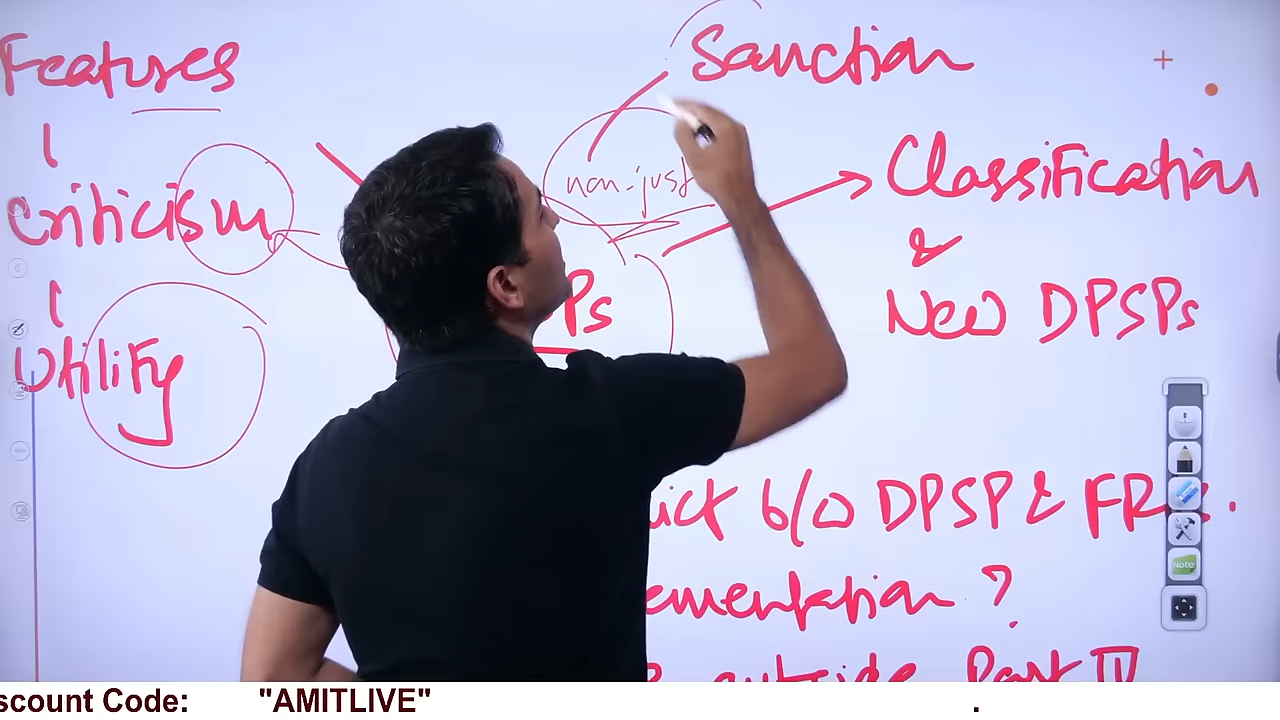 Features
Sanction
Criticism
non-just
Classification
&
New DPSPs
Utility
Ps
b/w DPSP & FRs.
ementation ?
outside Part IV
Note
scount Code: "AMITLIVE"